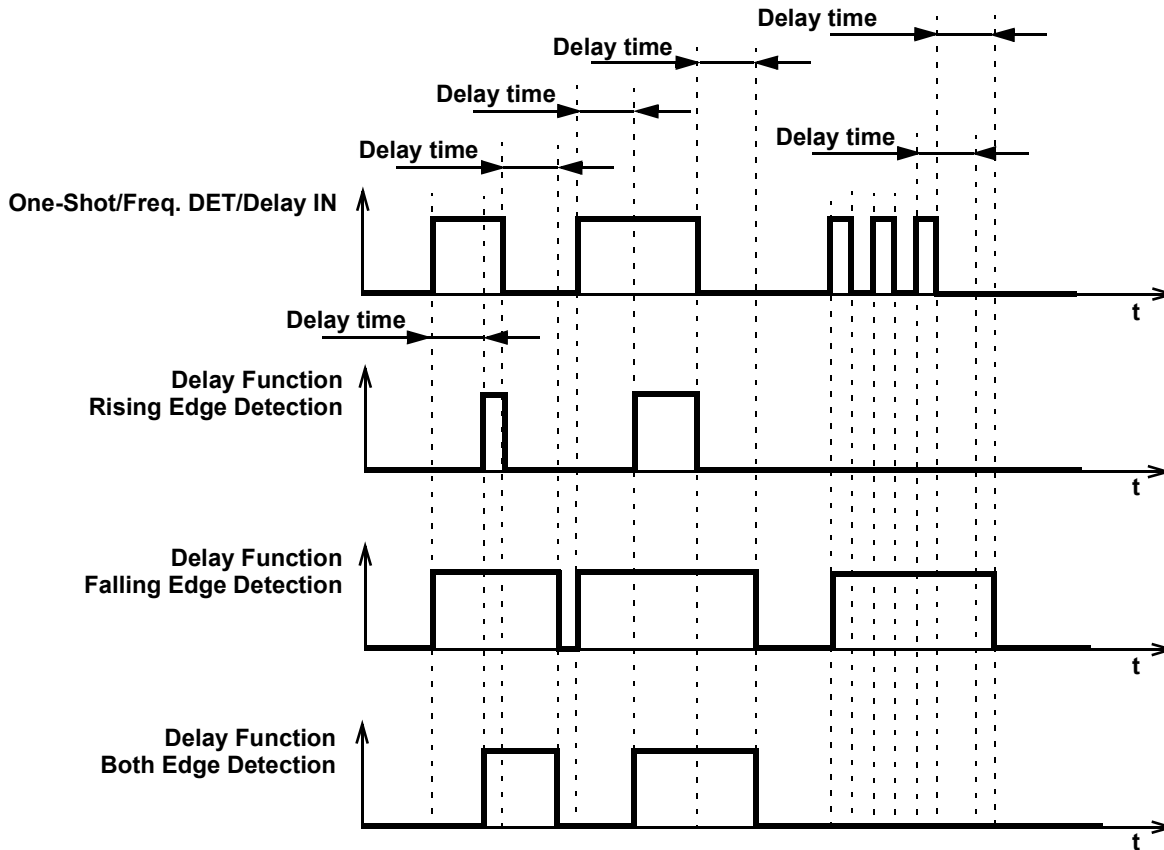 Delay time
Delay time
Delay time
Delay time
Delay time
One-Shot/Freq. DET/Delay IN
t
Delay time
Delay Function
Rising Edge Detection
t
Delay Function
Falling Edge Detection
t
Delay Function
Both Edge Detection
t